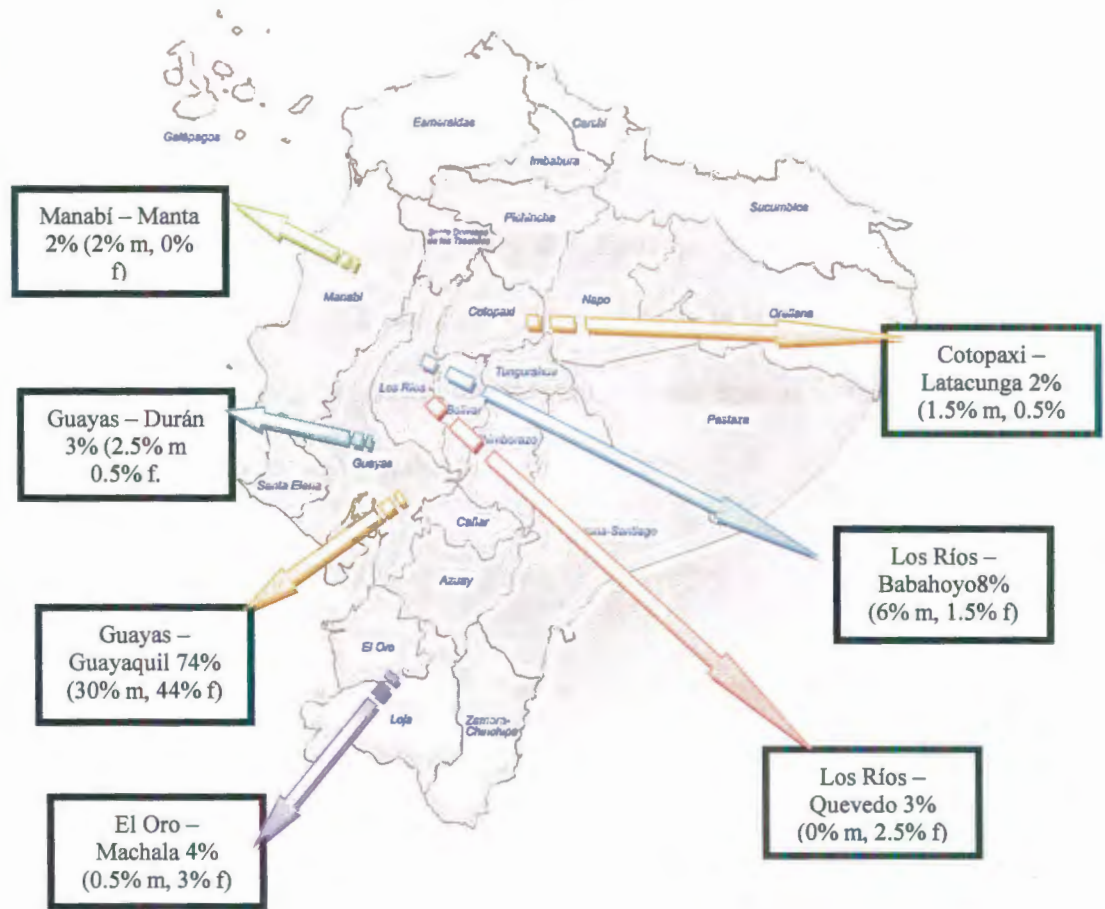 Galápagos
Esmeraldas
Carchi
Imbabura
Sucumbíos
Pichincha
Manabí – Manta
2% (2% m, 0%
f)
Manabí
Cotopaxi
Napo
Orellana
Cotopaxi –
Latacunga 2%
(1.5% m, 0.5%
Los Ríos
Tungurahua
Bolívar
Pastaza
Guayas – Durán
3% (2.5% m
0.5% f.
Guayas
Santa Elena
Cañar
Santiago
Azuay
Los Ríos –
Babahoyo8%
(6% m, 1.5% f)
Guayas –
Guayaquil 74%
(30% m, 44% f)
El Oro
Loja
Zamora-
Chinchipe
Los Ríos –
Quevedo 3%
(0% m, 2.5% f)
El Oro –
Machala 4%
(0.5% m, 3% f)